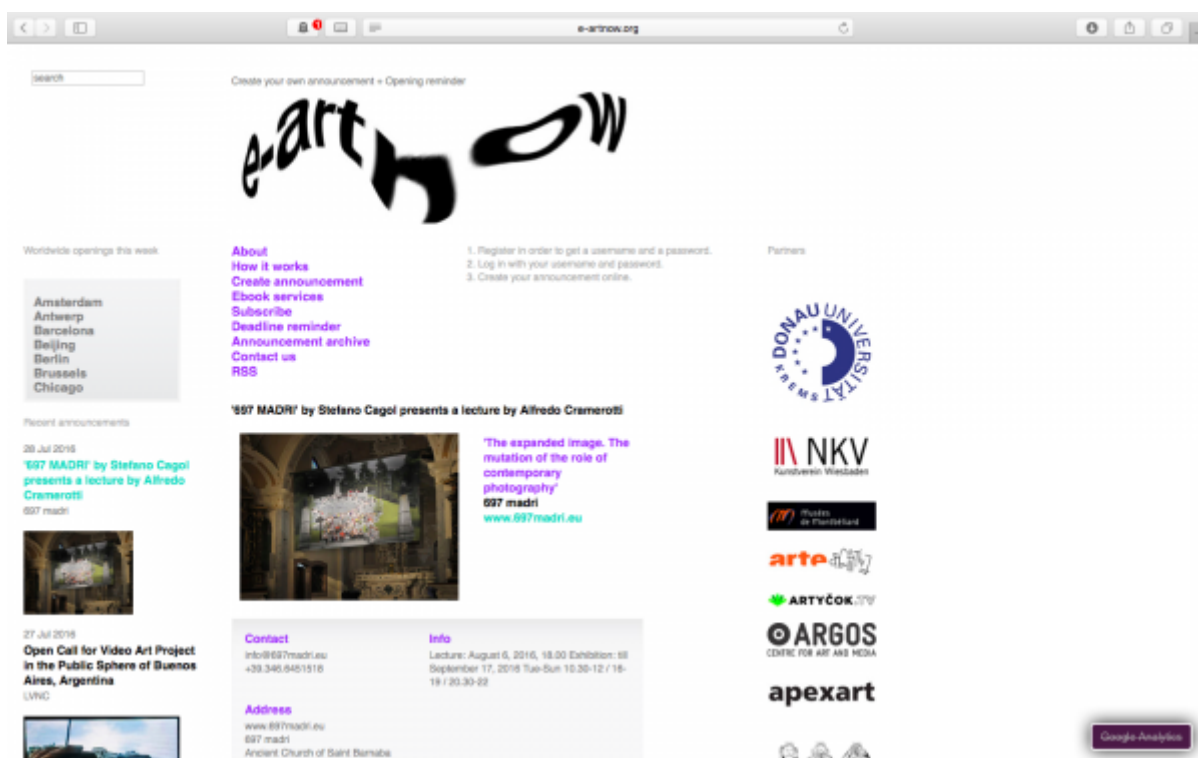 e-artnow.org
search
Create your own announcement + Opening reminder
e-artnow
Worldwide openings this week
Amsterdam
Antwerp
Barcelona
Beijing
Berlin
Brussels
Chicago
Recent announcements
28 Jul 2016
'697 MADRI' by Stefano Cagol
presents a lecture by Alfredo
Cramerotti
697 madri
27 Jul 2016
Open Call for Video Art Project
in the Public Sphere of Buenos
Aires, Argentina
LVNC
About
How it works
Create announcement
Ebook services
Subscribe
Deadline reminder
Announcement archive
Contact us
RSS
1. Register in order to get a username and a password.
2. Log in with your username and password.
3. Create your announcement online.
'697 MADRI' by Stefano Cagol presents a lecture by Alfredo Cramerotti
'The expanded image. The
mutation of the role of
contemporary
photography'
697 madri
www.697madri.eu
Contact
info@697madri.eu
+39.346.6451516
Info
Lecture: August 6, 2016, 18.00 Exhibition: till
September 17, 2016 Tue-Sun 10.30-12 / 16-
19 / 20.30-22
Address
www.697madri.eu
697 madri
Ancient Church of Saint Barnaba
Partners
DONAU UNIVERSITÄT
KREMS
NKV
Kunstverein Wiesbaden
Musées
de Montbéliard
arte
ARTYČOK.TV
ARGOS
CENTRE FOR ART AND MEDIA
apexart
Google Analytics